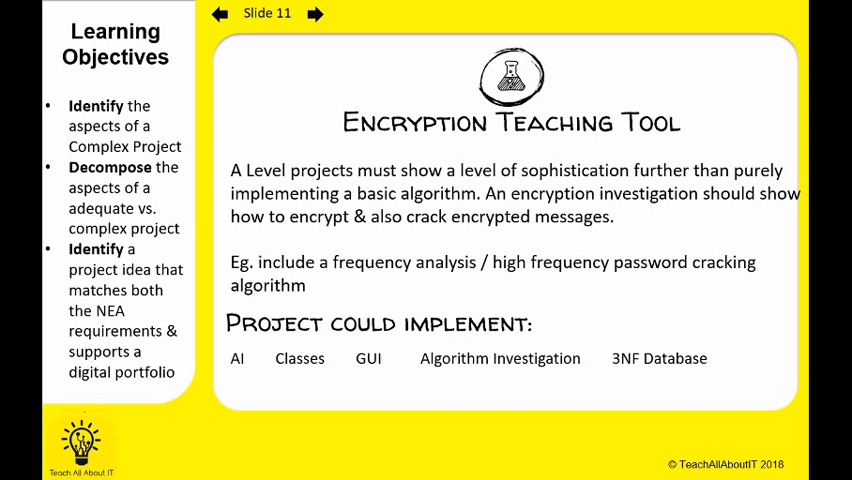 Learning
Objectives
• Identify the
aspects of a
Complex Project
• Decompose the
aspects of a
adequate vs.
complex project
• Identify a
project idea that
matches both
the NEA
requirements &
supports a
digital portfolio
Teach All About IT
Slide 11
Encryption Teaching Tool
A Level projects must show a level of sophistication further than purely
implementing a basic algorithm. An encryption investigation should show
how to encrypt & also crack encrypted messages.
Eg. include a frequency analysis / high frequency password cracking
algorithm
Project could implement:
AI Classes GUI Algorithm Investigation 3NF Database
© TeachAllAboutIT 2018